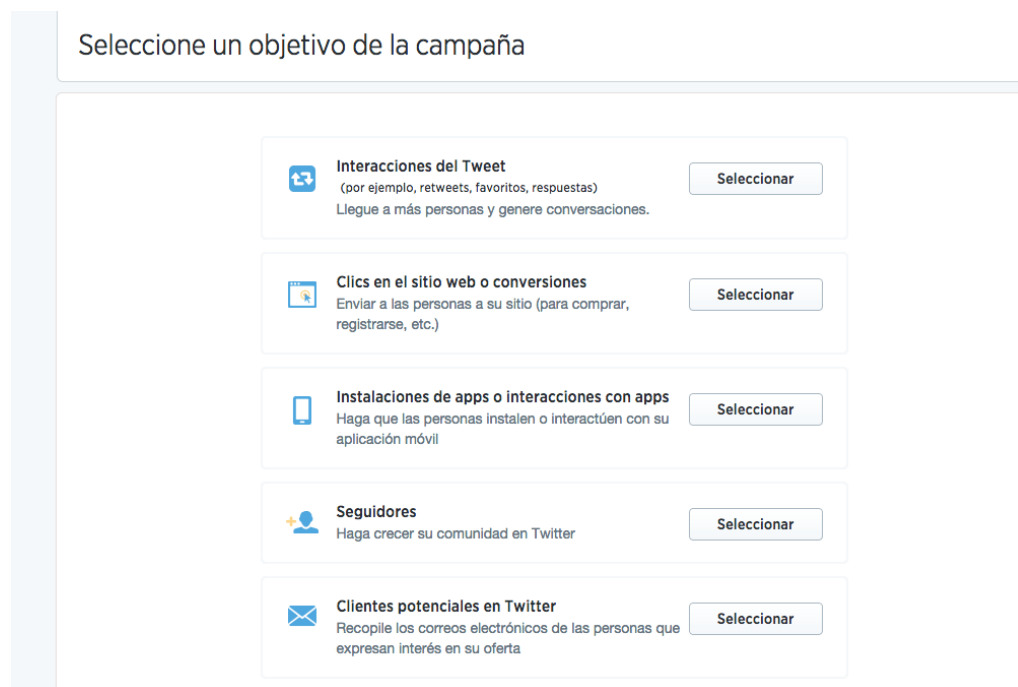 Seleccione un objetivo de la campaña
Interacciones del Tweet
(por ejemplo, retweets, favoritos, respuestas)
Llegue a más personas y genere conversaciones.
Seleccionar
Clics en el sitio web o conversiones
Enviar a las personas a su sitio (para comprar,
registrarse, etc.)
Seleccionar
Instalaciones de apps o interacciones con apps
Haga que las personas instalen o interactúen con su
aplicación móvil
Seleccionar
Seguidores
Haga crecer su comunidad en Twitter
Seleccionar
Clientes potenciales en Twitter
Recopile los correos electrónicos de las personas que
expresan interés en su oferta
Seleccionar